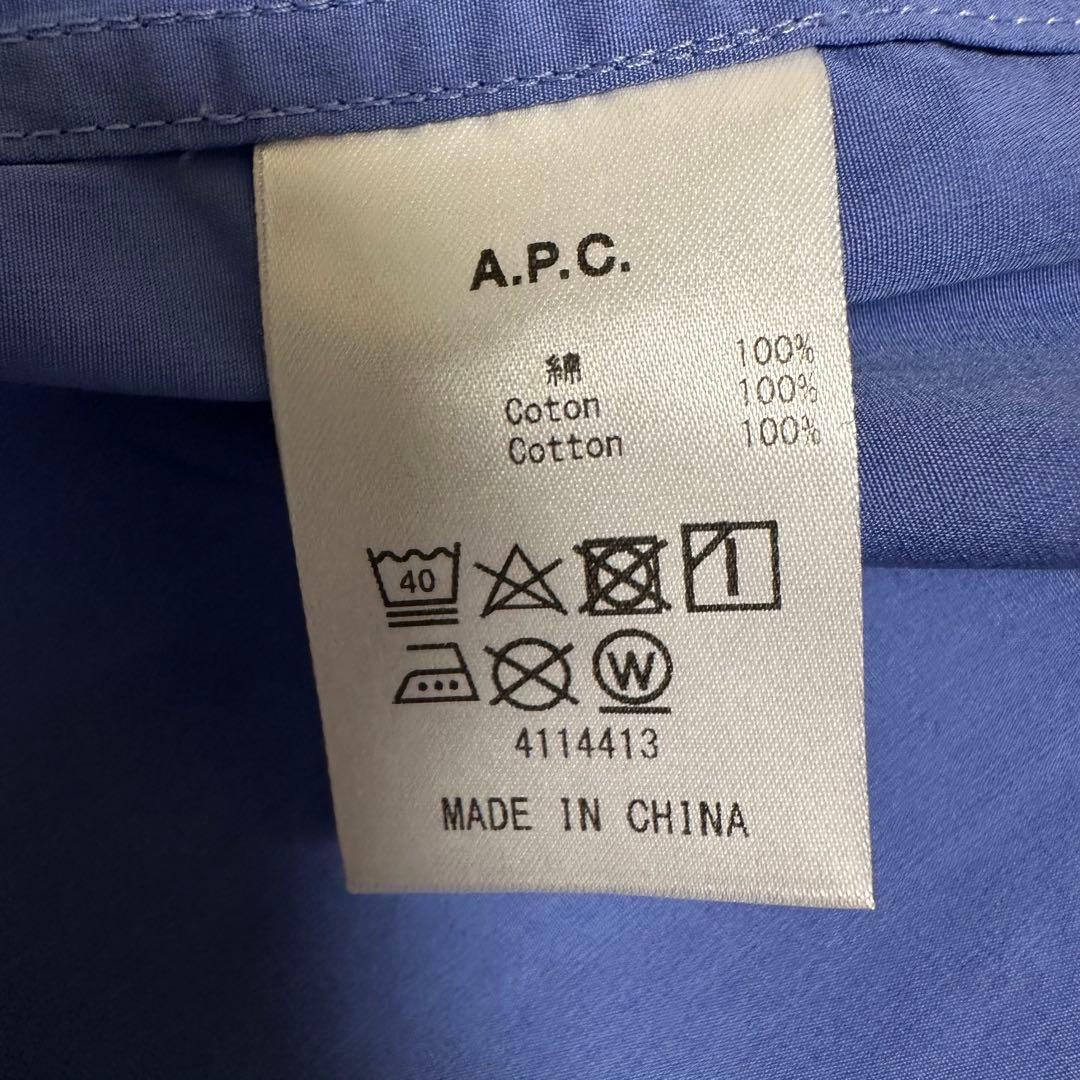 A.P.C.
綿 100%
Coton 100%
Cotton 100%
40
W
4114413
MADE IN CHINA